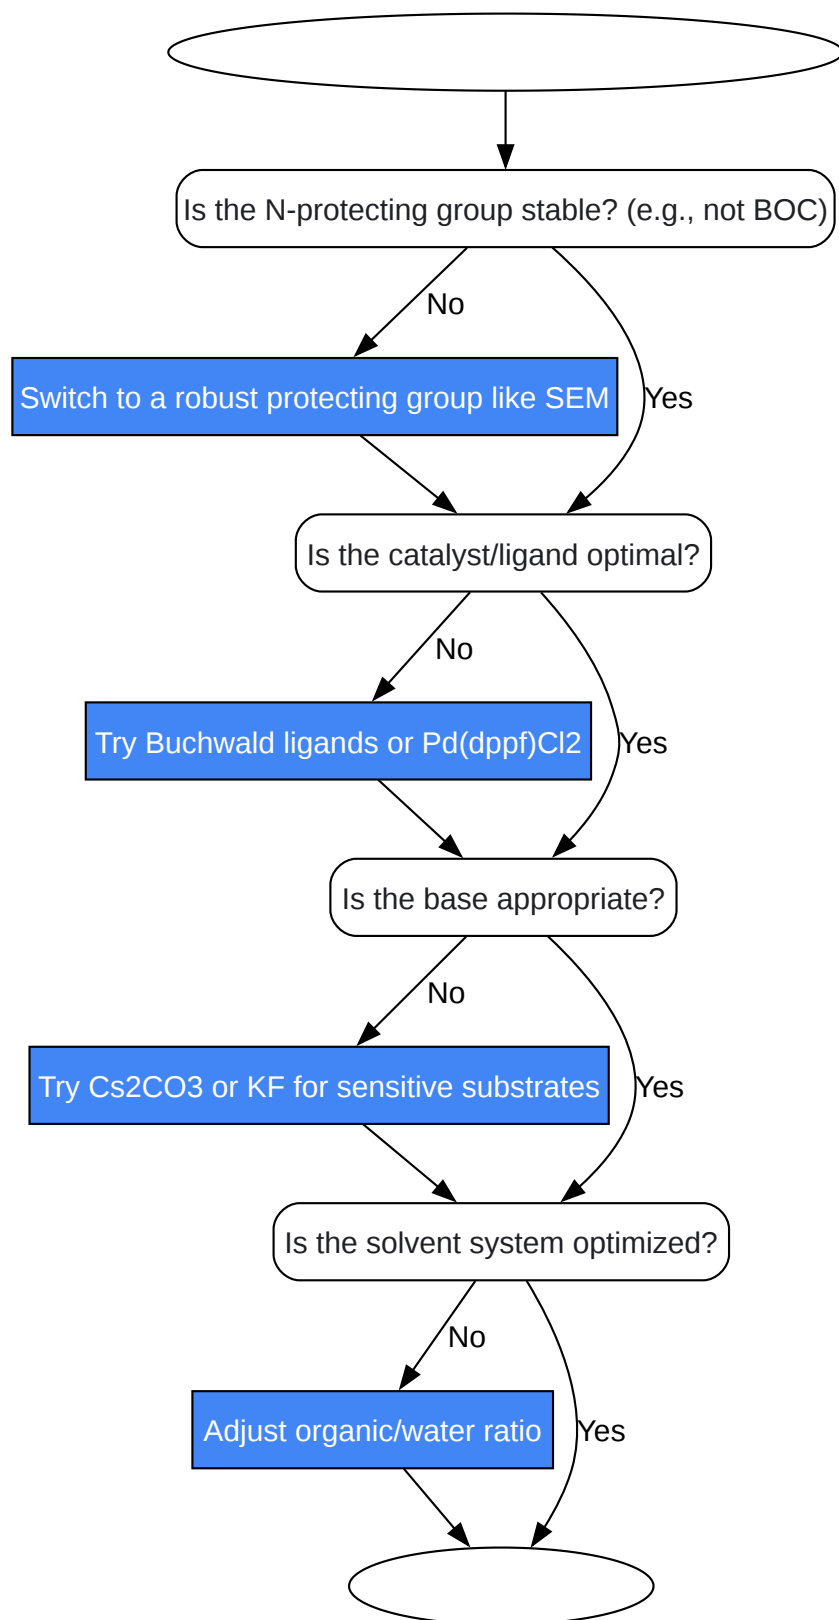 Is the N-protecting group stable? (e.g., not BOC)
No
Switch to a robust protecting group like SEM
Yes
Is the catalyst/ligand optimal?
No
Try Buchwald ligands or Pd(dppf)Cl2
Yes
Is the base appropriate?
No
Try Cs2CO3 or KF for sensitive substrates
Yes
Is the solvent system optimized?
No
Adjust organic/water ratio
Yes